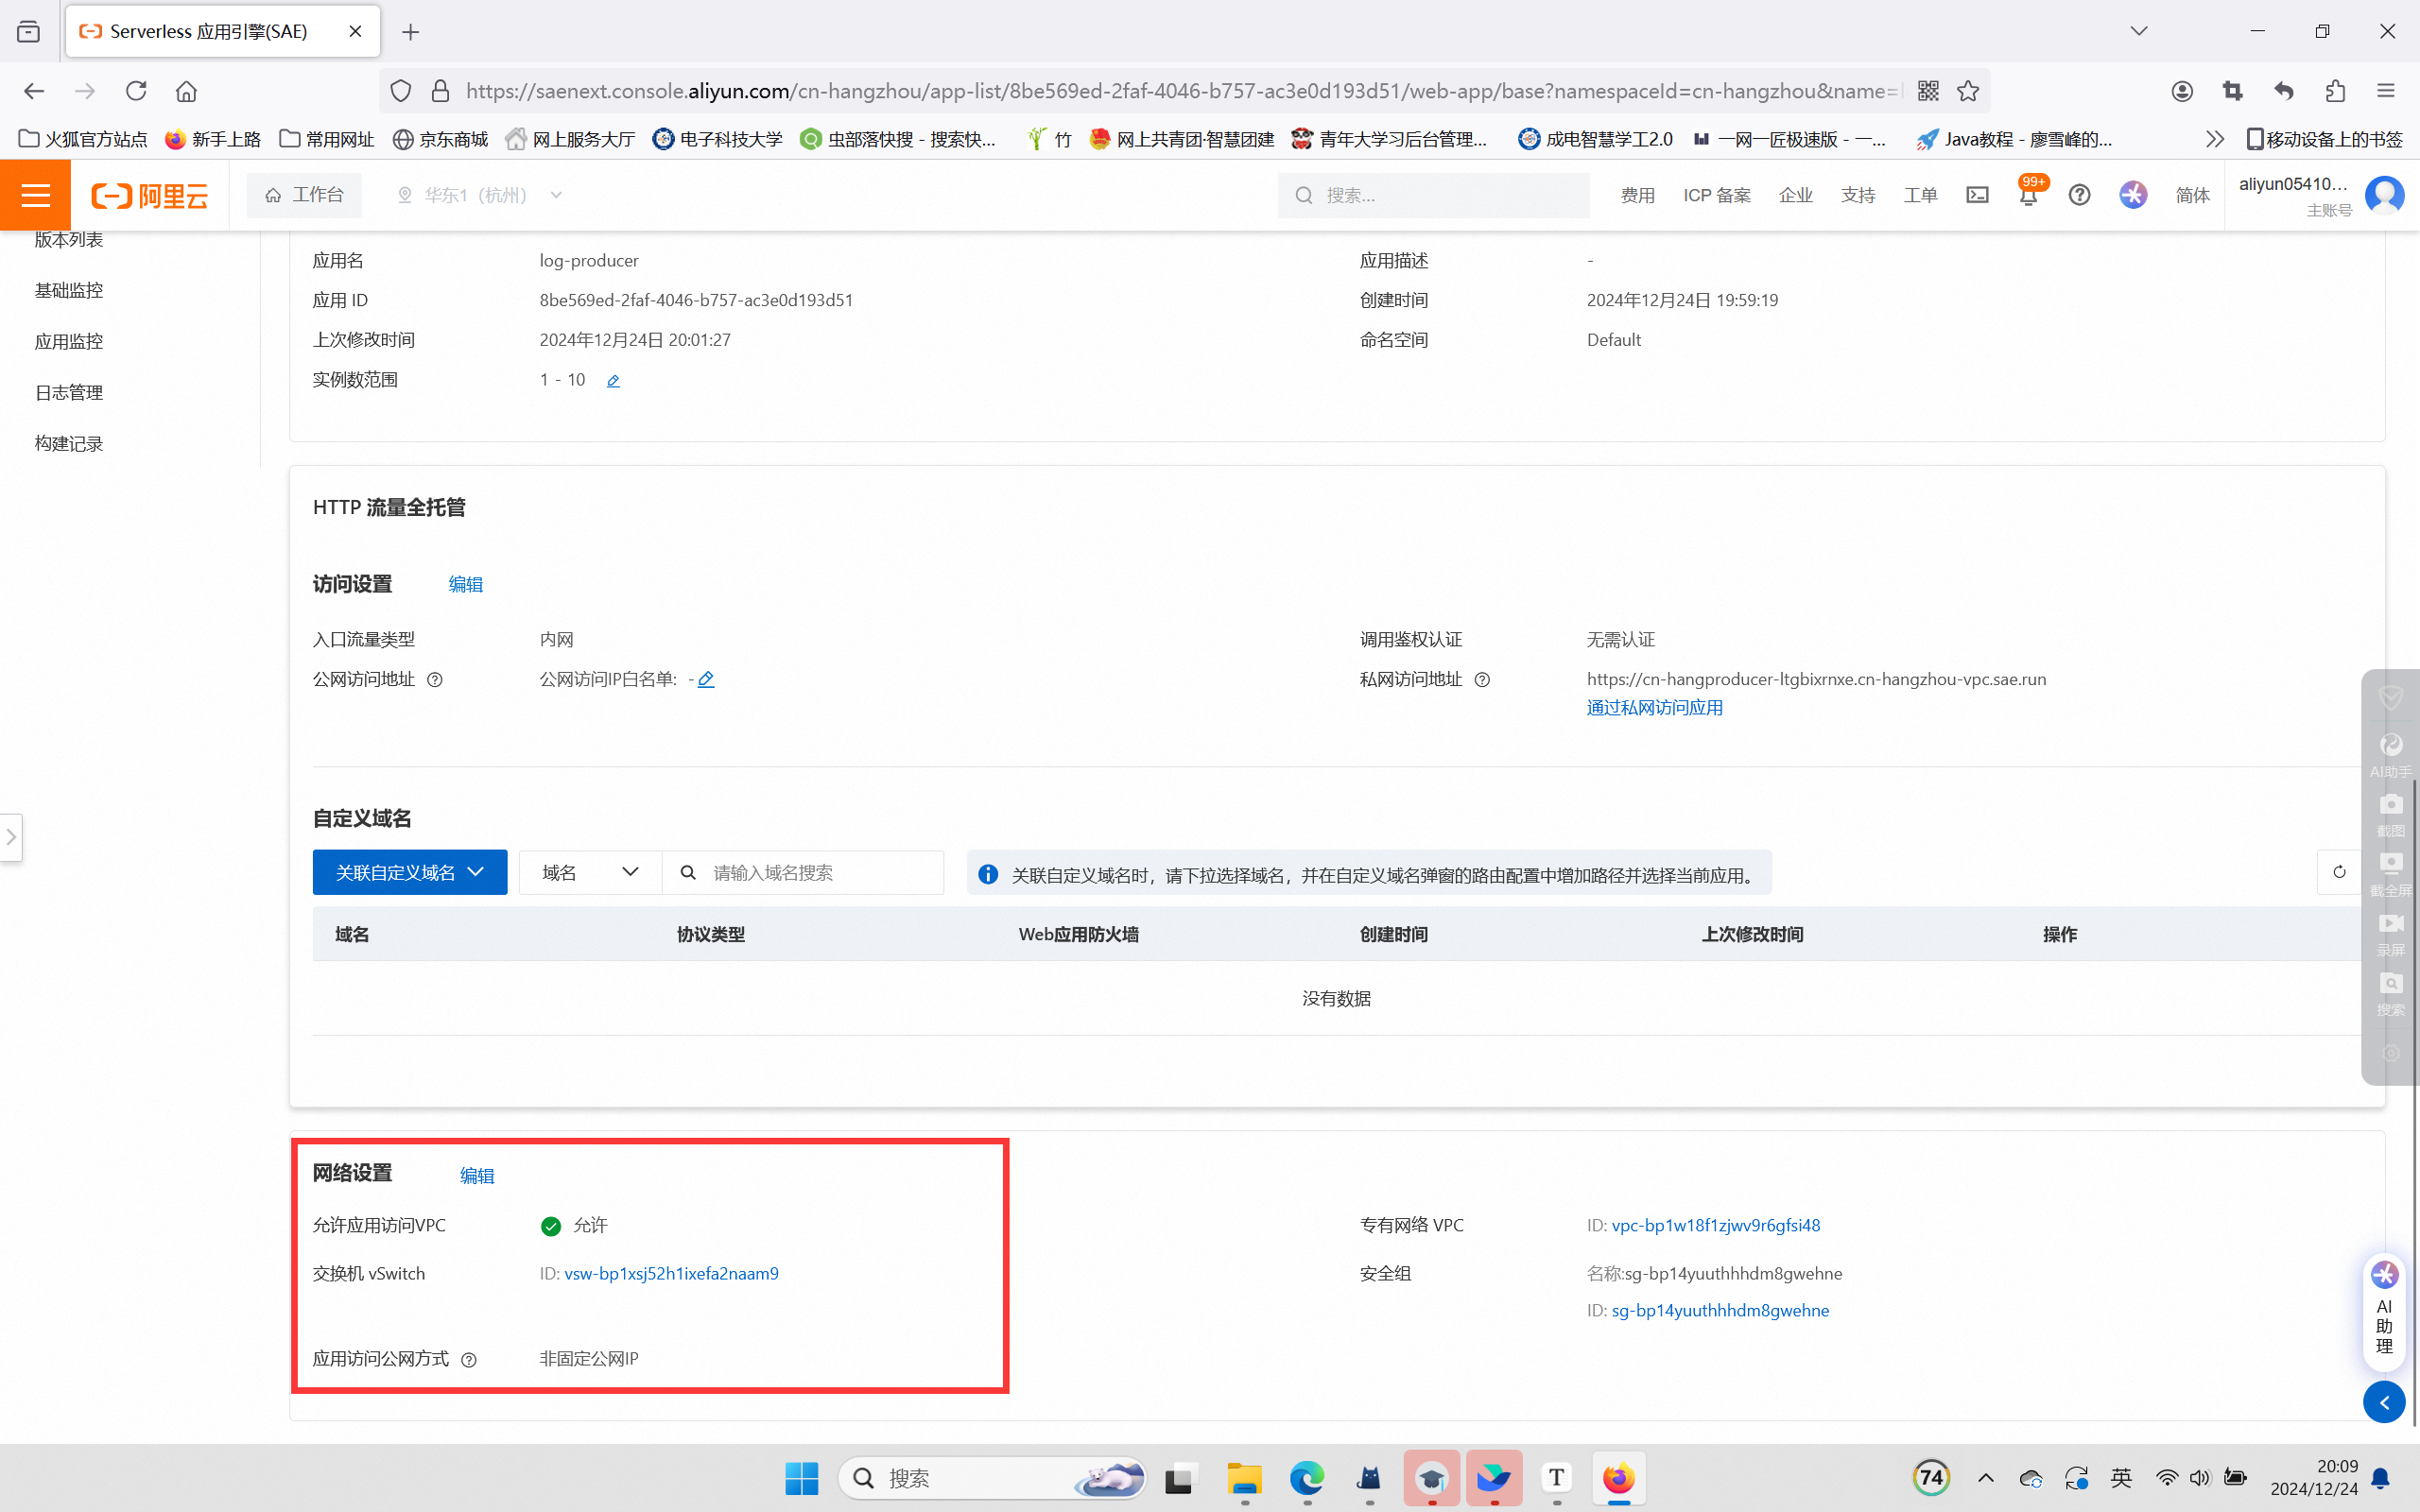 Serverless 应用引擎(SAE)
https://saenext.console.aliyun.com/cn-hangzhou/app-list/8be569ed-2faf-4046-b757-ac3e0d193d51/web-app/base?namespaceId=cn-hangzhou&name=
火狐官方站点 新手上路 常用网址 京东商城 网上服务大厅 电子科技大学 虫部落快搜 - 搜索快... 竹 网上共青团·智慧团建 青年大学习后台管理... 成电智慧学工2.0 一网一匠极速版 - 一... Java教程 - 廖雪峰的... 移动设备上的书签
阿里云 工作台 华东1（杭州） 搜索... 费用 ICP 备案 企业 支持 工单 99+ 简体 aliyun05410...
主账号
版本列表
基础监控
应用监控
日志管理
构建记录
应用名 log-producer 应用描述 -
应用 ID 8be569ed-2faf-4046-b757-ac3e0d193d51 创建时间 2024年12月24日 19:59:19
上次修改时间 2024年12月24日 20:01:27 命名空间 Default
实例数范围 1 - 10
HTTP 流量全托管
访问设置 编辑
入口流量类型 内网 调用鉴权认证 无需认证
公网访问地址 公网访问IP白名单: - 私网访问地址 https://cn-hangproducer-ltgbixrnxe.cn-hangzhou-vpc.sae.run
通过私网访问应用
自定义域名
关联自定义域名 域名 请输入域名搜索 关联自定义域名时，请下拉选择域名，并在自定义域名弹窗的路由配置中增加路径并选择当前应用。
域名 协议类型 Web应用防火墙 创建时间 上次修改时间 操作
没有数据
网络设置 编辑
允许应用访问VPC 允许 专有网络 VPC ID: vpc-bp1w18f1zjwv9r6gfsi48
交换机 vSwitch ID: vsw-bp1xsj52h1ixefa2naam9 安全组 名称:sg-bp14yuuthhhdm8gwehne
ID: sg-bp14yuuthhhdm8gwehne
应用访问公网方式 非固定公网IP
AI助手
截图
截全屏
录屏
搜索
AI
助
理
搜索 T 74 英 20:09
2024/12/24